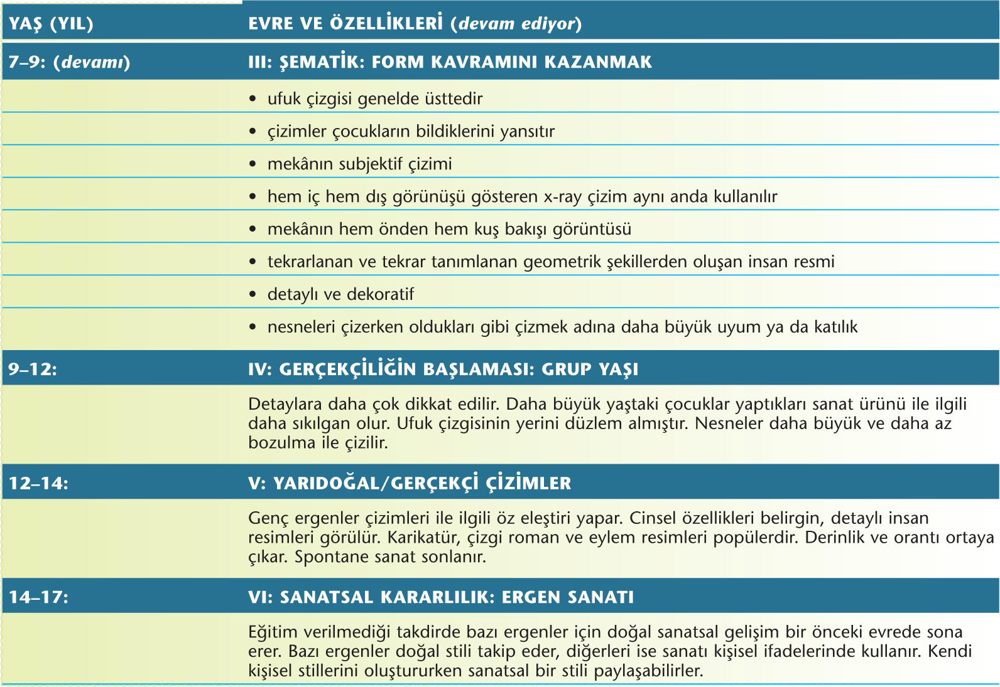 YAŞ (YIL) EVRE VE ÖZELLİKLERİ (devam ediyor)
7–9: (devamı) III: ŞEMATİK: FORM KAVRAMINI KAZANMAK
• ufuk çizgisi genelde üsttedir
• çizimler çocukların bildiklerini yansıtır
• mekânın subjektif çizimi
• hem iç hem dış görünüşü gösteren x-ray çizim aynı anda kullanılır
• mekânın hem önden hem kuş bakışı görüntüsü
• tekrarlanan ve tekrar tanımlanan geometrik şekillerden oluşan insan resmi
• detaylı ve dekoratif
• nesneleri çizerken oldukları gibi çizmek adına daha büyük uyum ya da katılık
9–12: IV: GERÇEKÇİLİĞİN BAŞLAMASI: GRUP YAŞI
Detaylara daha çok dikkat edilir. Daha büyük yaştaki çocuklar yaptıkları sanat ürünü ile ilgili
daha sıkılgan olur. Ufuk çizgisinin yerini düzlem almıştır. Nesneler daha büyük ve daha az
bozulma ile çizilir.
12–14: V: YARIDOĞAL/GERÇEKÇİ ÇİZİMLER
Genç ergenler çizimleri ile ilgili öz eleştiri yapar. Cinsel özellikleri belirgin, detaylı insan
resimleri görülür. Karikatür, çizgi roman ve eylem resimleri popülerdir. Derinlik ve orantı ortaya
çıkar. Spontane sanat sonlanır.
14–17: VI: SANATSAL KARARLILIK: ERGEN SANATI
Eğitim verilmediği takdirde bazı ergenler için doğal sanatsal gelişim bir önceki evrede sona
erer. Bazı ergenler doğal stili takip eder, diğerleri ise sanatı kişisel ifadelerinde kullanır. Kendi
kişisel stillerini oluştururken sanatsal bir stili paylaşabilirler.